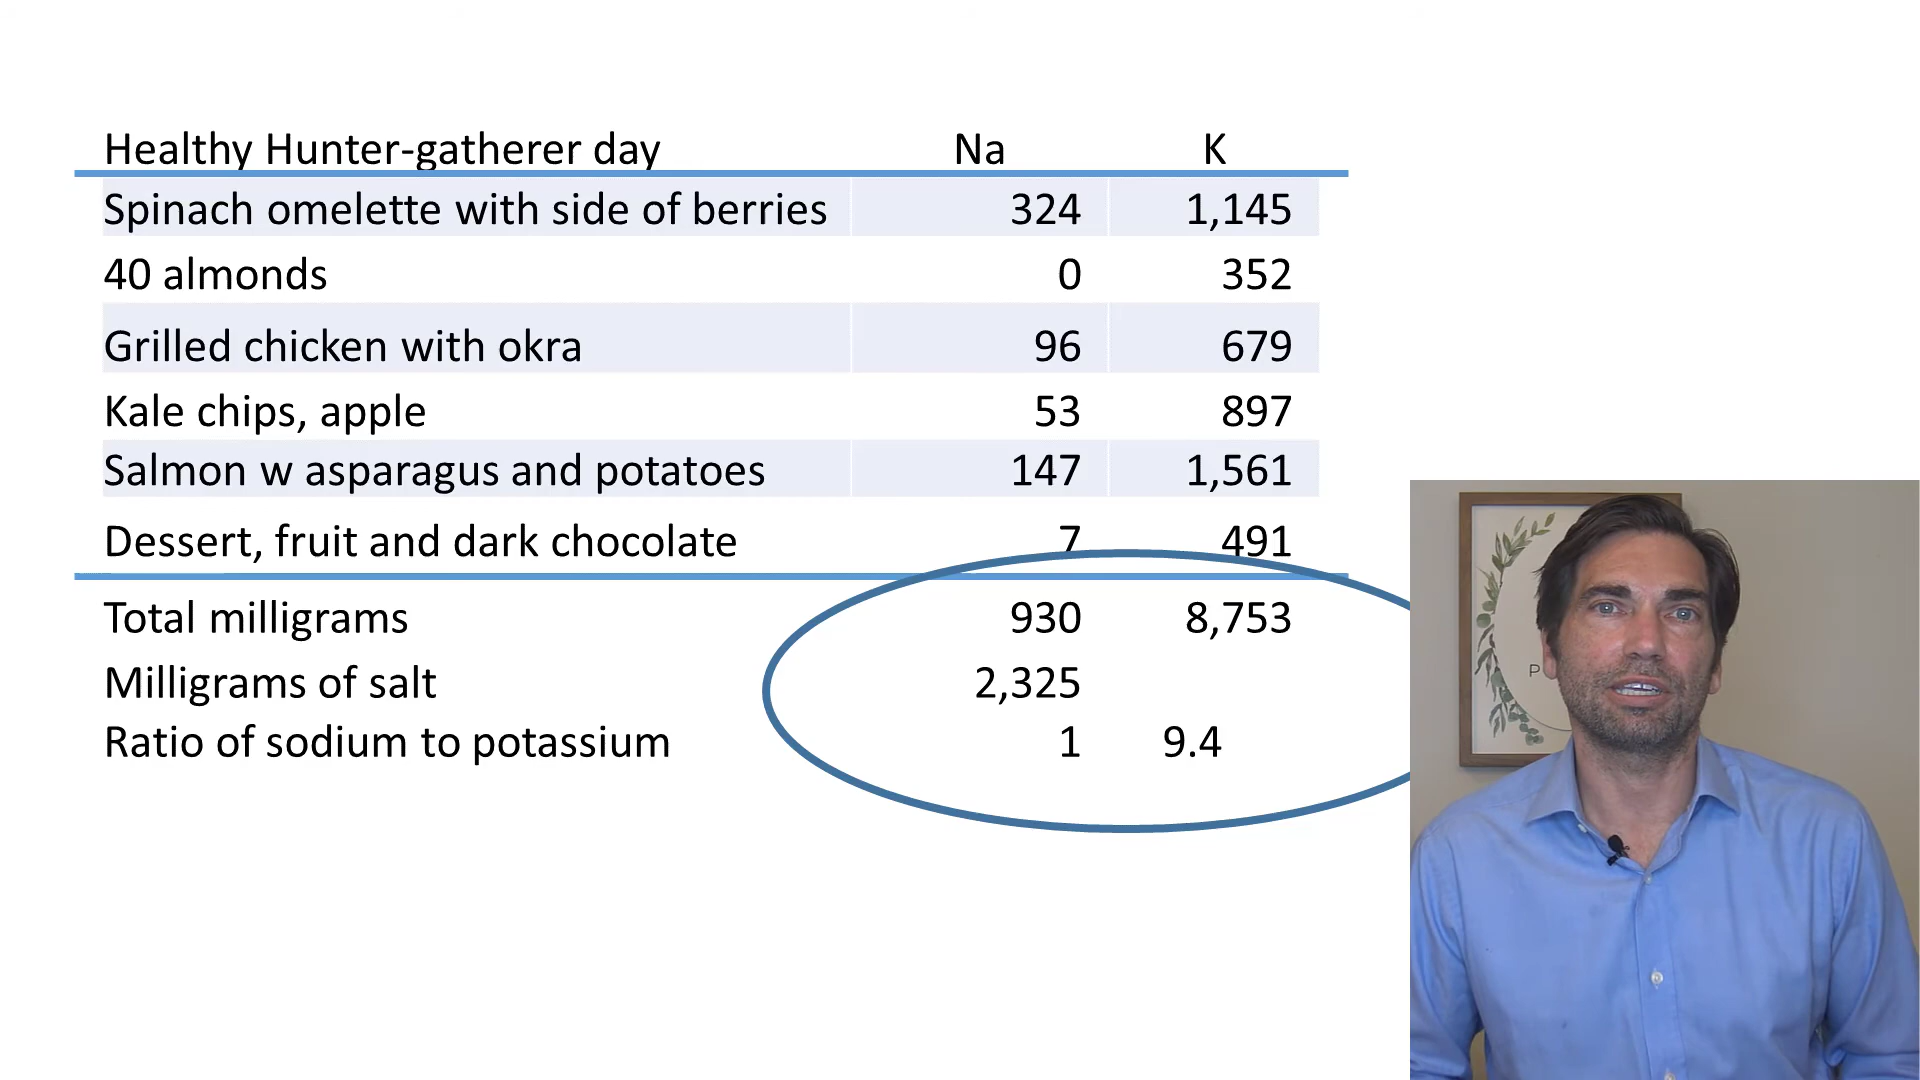 Healthy Hunter-gatherer day Na K
Spinach omelette with side of berries 324 1,145
40 almonds 0 352
Grilled chicken with okra 96 679
Kale chips, apple 53 897
Salmon w asparagus and potatoes 147 1,561
Dessert, fruit and dark chocolate 7 491
Total milligrams 930 8,753
Milligrams of salt 2,325
Ratio of sodium to potassium 1 9.4
P